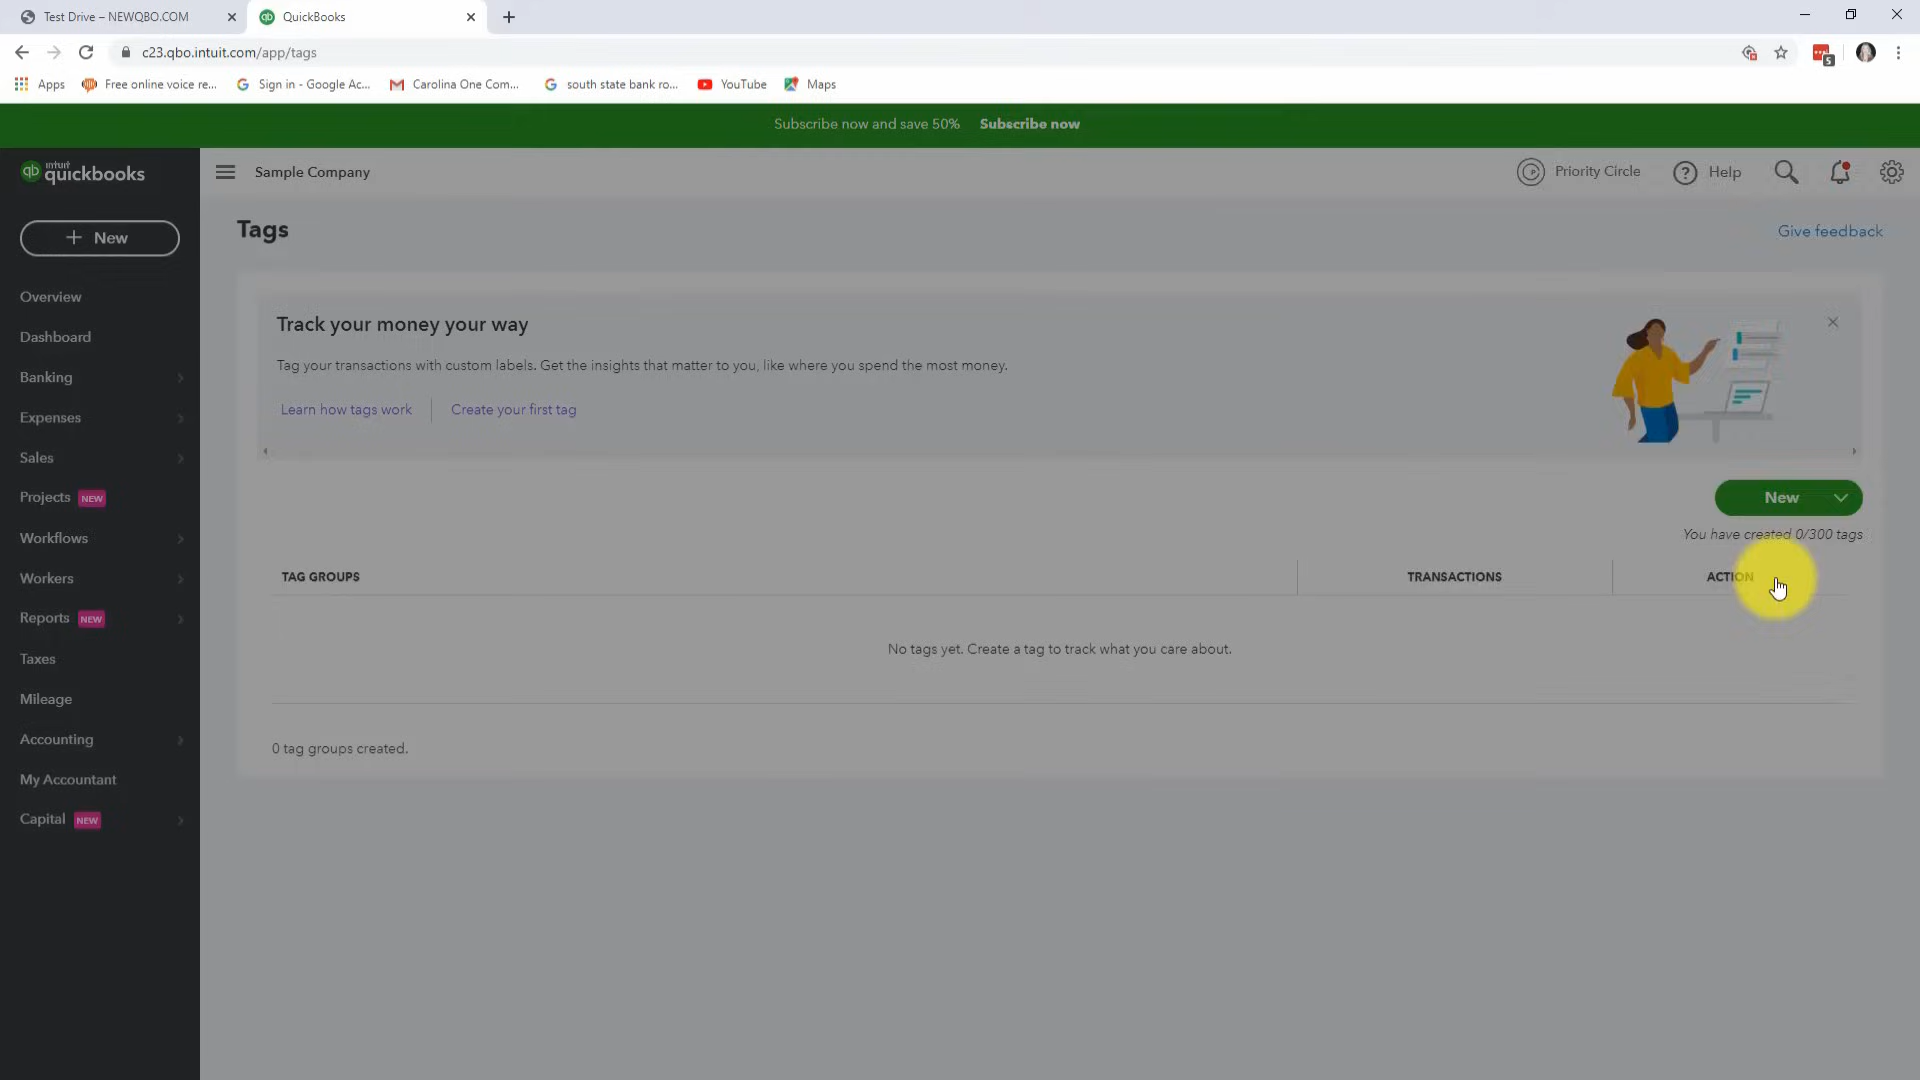 Test Drive – NEWQBO.COM
QuickBooks
c23.qbo.intuit.com/app/tags
5
Apps
Free online voice re...
Sign in - Google Ac...
Carolina One Com...
south state bank ro...
YouTube
Maps
Subscribe now and save 50% Subscribe now
intuit
quickbooks
Sample Company
Priority Circle
Help
+ New
Tags
Give feedback
Overview
Dashboard
Banking
Expenses
Sales
Projects NEW
Workflows
Workers
Reports NEW
Taxes
Mileage
Accounting
My Accountant
Capital NEW
Track your money your way
Tag your transactions with custom labels. Get the insights that matter to you, like where you spend the most money.
Learn how tags work
Create your first tag
New
You have created 0/300 tags
TAG GROUPS
TRANSACTIONS
ACTION
No tags yet. Create a tag to track what you care about.
0 tag groups created.